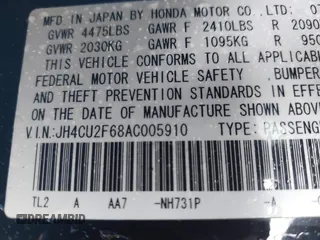 MFD. IN JAPAN BY HONDA MOTOR CO., LTD.
GVWR 4475LBS GAWR F 2410LBS R 2090
GVWR 2030KG GAWR F 1095KG R 950
THIS VEHICLE CONFORMS TO ALL APPLICABLE
FEDERAL MOTOR VEHICLE SAFETY, BUMPER
AND THEFT PREVENTION STANDARDS IN EFFE
ON THE DATE OF MANUFACTURE SHOWN ABOVE
V.I.N: JH4CU2F68AC005910 TYPE: PASSENG
TL2 A AA7 -NH731P -A